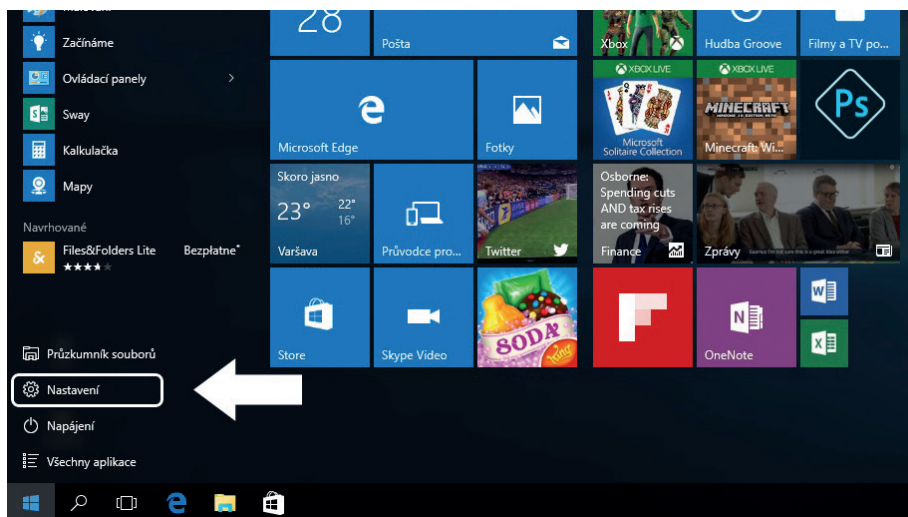 Začínáme
Ovládací panely
Sway
Kalkulačka
Mapy
Navrhované
Files&Folders Lite Bezplatne*
Průzkumník souborů
Nastavení
Napájení
Všechny aplikace
28
Pošta
Microsoft Edge
Fotky
Skoro jasno
23° 22°
16°
Varšava
Průvodce pro...
Twitter
Store
Skype Video
SODA
King
Xbox
Hudba Groove
Filmy a TV po...
XBOX LIVE
Microsoft
Solitaire Collection
XBOX LIVE
MINECRAFT
Minecraft: Wi...
Ps
Osborne:
Spending cuts
AND tax rises
are coming
Finance
Zprávy
OneNote
N
W
X